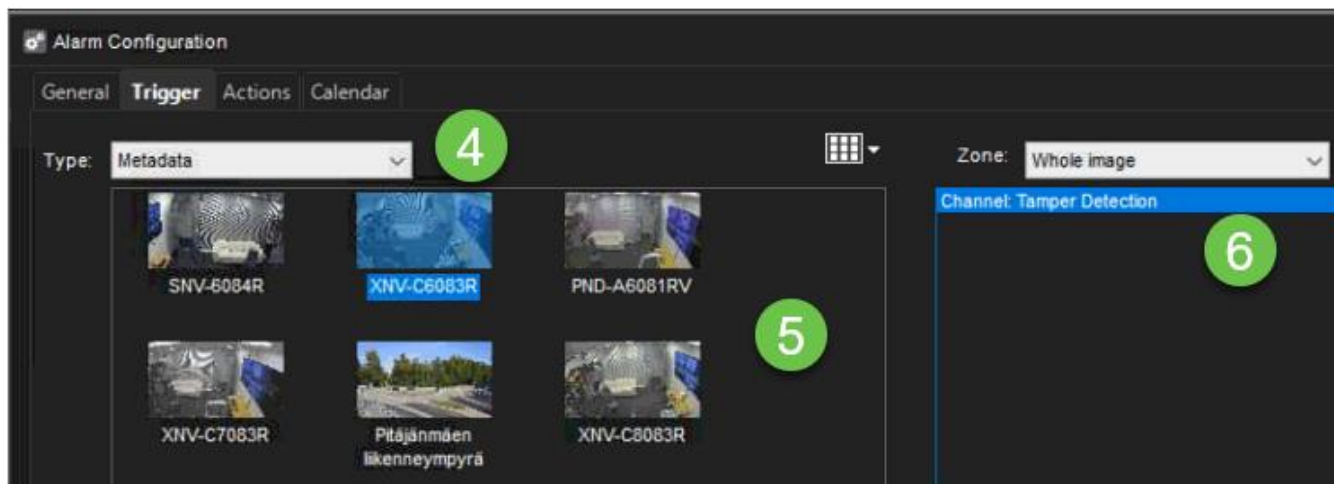 Alarm Configuration
General Trigger Actions Calendar
Type: Metadata 4
Zone: Whole image
SNV-6084R XNV-C6083R PND-A6081RV
5
XNV-C7083R Pitäjänmäen liikenneympyrä XNV-C8083R
Channel: Tamper Detection
6